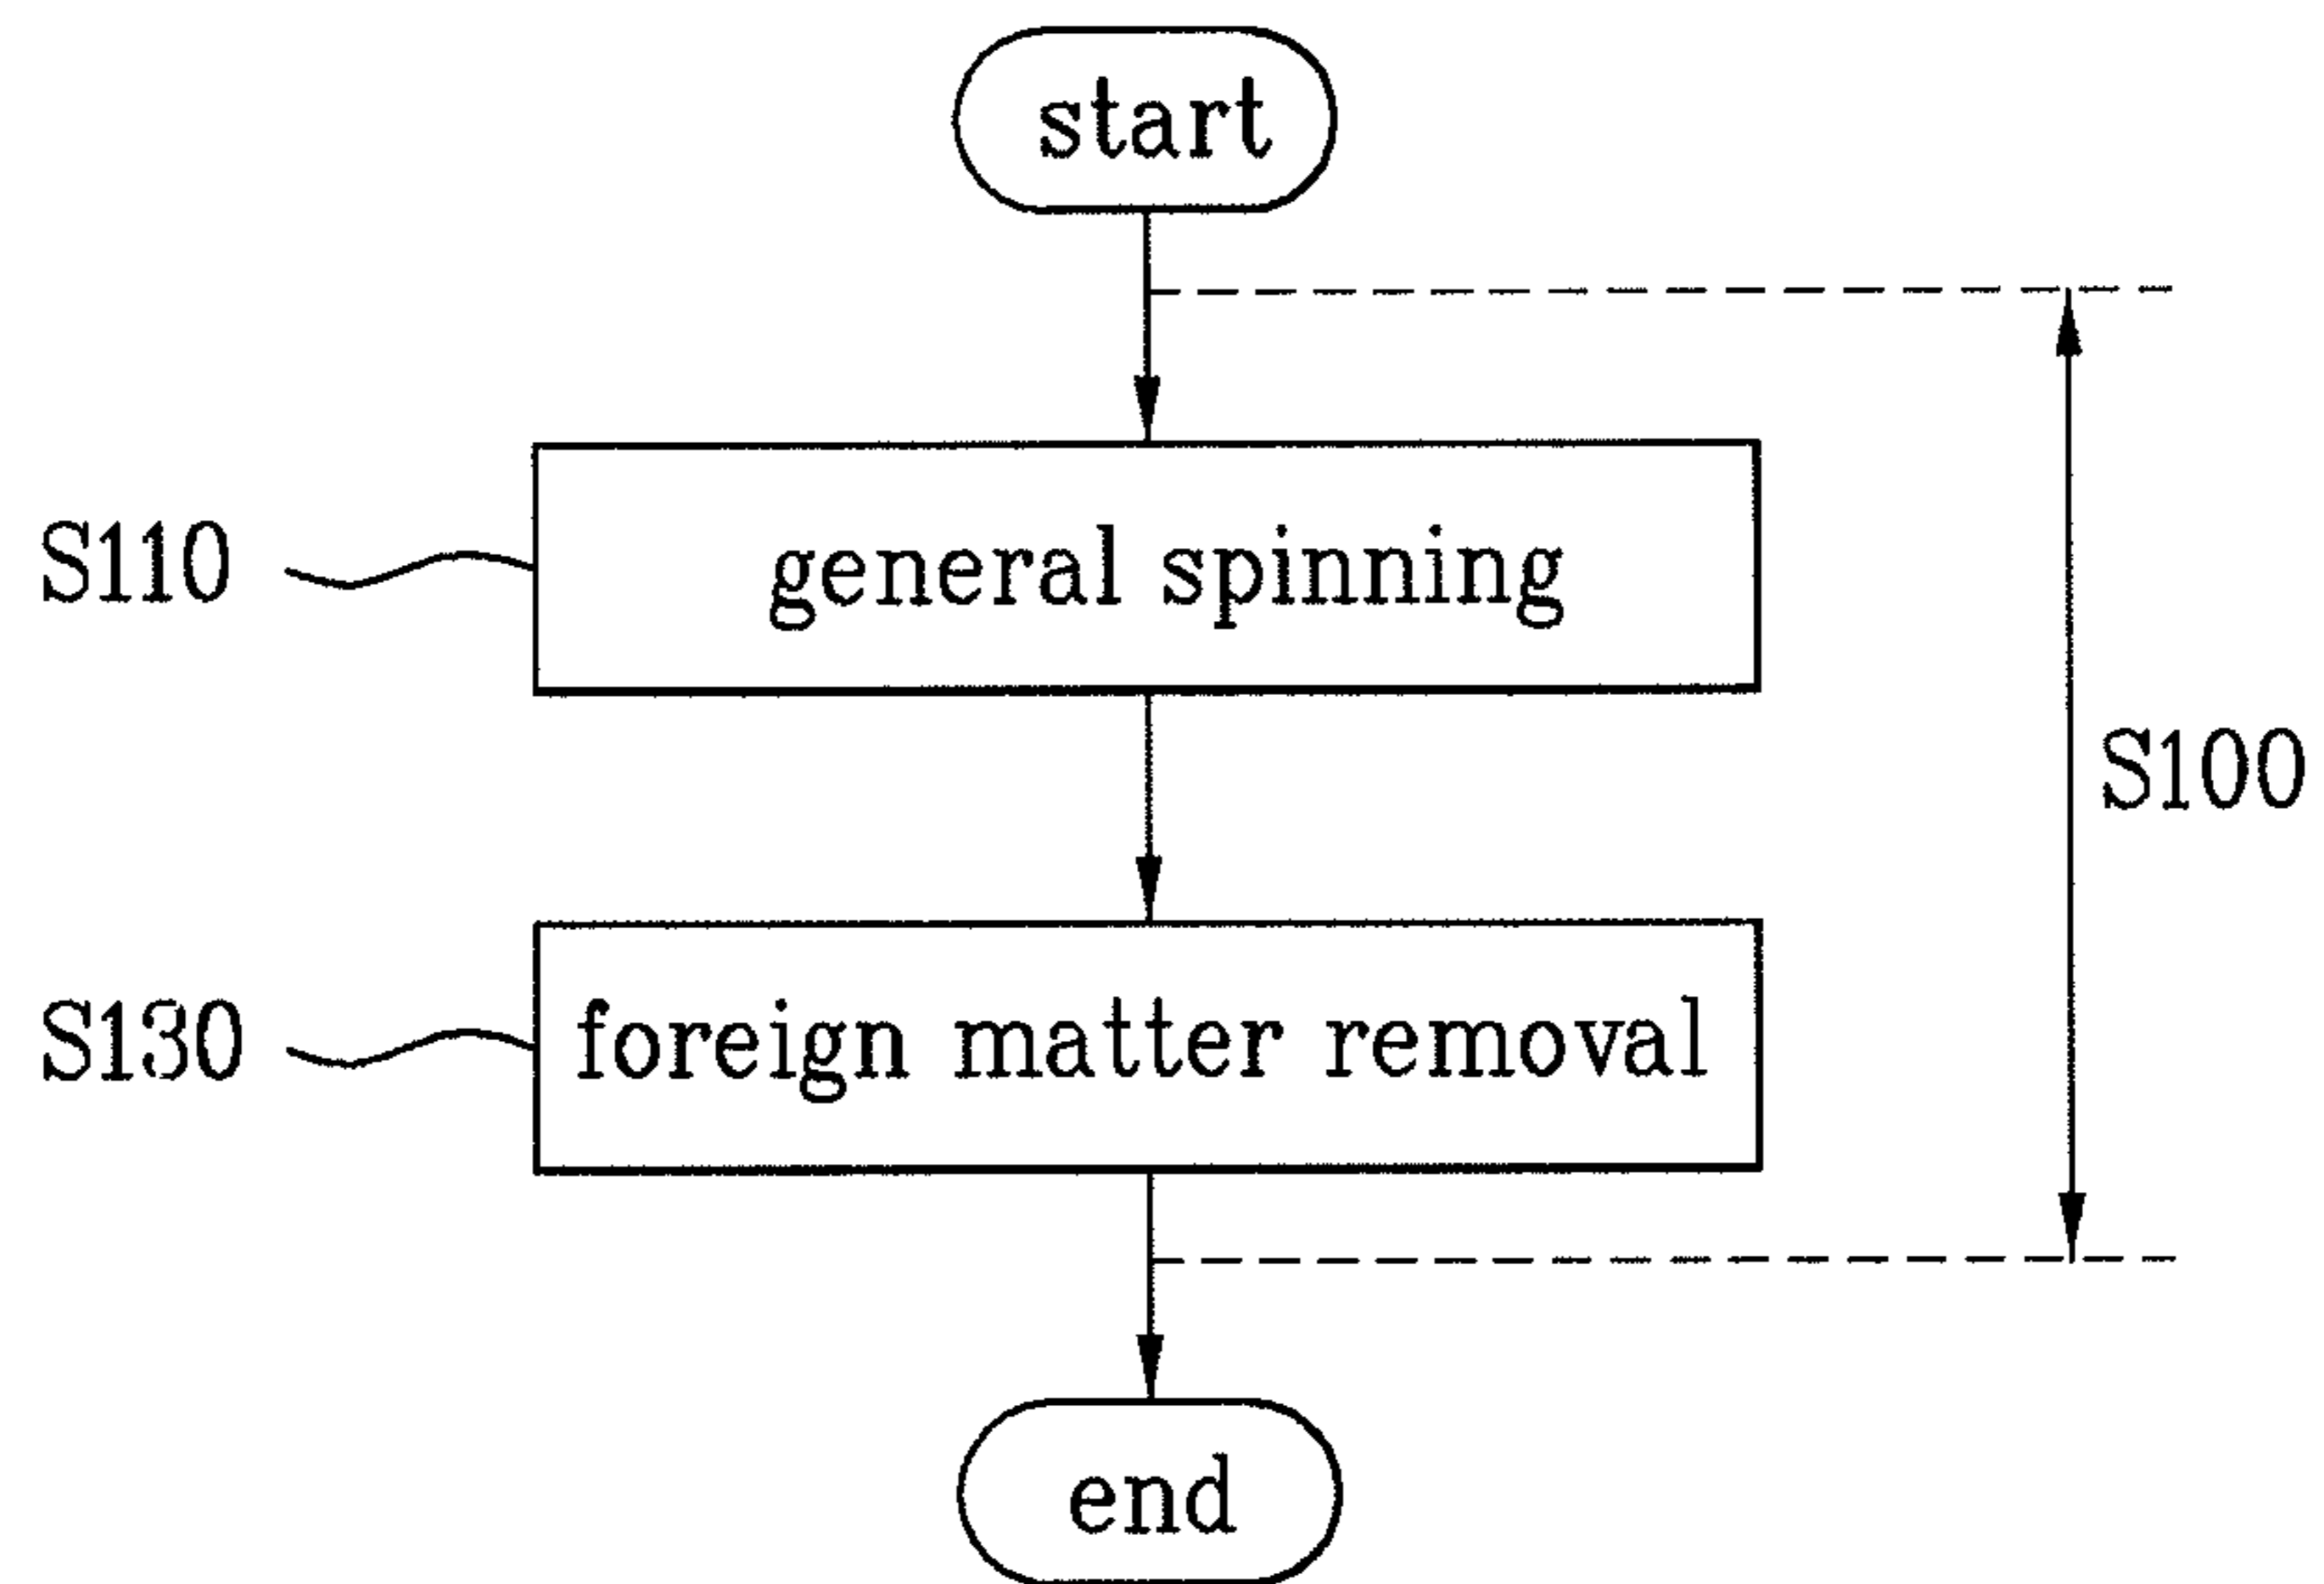 start
S110
general spinning
S100
S130
foreign matter removal
end